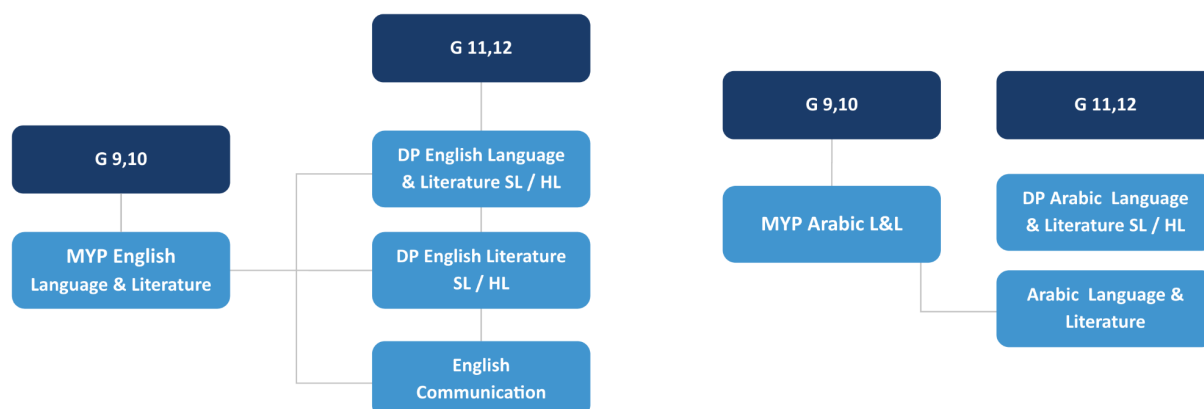 G 11,12
G 9,10
DP English Language
& Literature SL / HL
MYP English
Language & Literature
DP English Literature
SL / HL
English
Communication
G 9,10
G 11,12
MYP Arabic L&L
DP Arabic Language
& Literature SL / HL
Arabic Language &
Literature